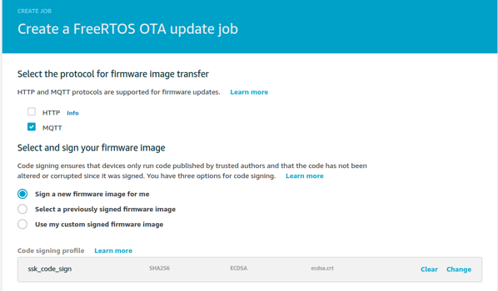 CREATE JOB
Create a FreeRTOS OTA update job
Select the protocol for firmware image transfer
HTTP and MQTT protocols are supported for firmware updates. Learn more
HTTP Info
MQTT
Select and sign your firmware image
Code signing ensures that devices only run code published by trusted authors and that the code has not been
altered or corrupted since it was signed. You have three options for code signing. Learn more
Sign a new firmware image for me
Select a previously signed firmware image
Use my custom signed firmware image
Code signing profile Learn more
ssk_code_sign SHA256 ECDSA ecdsa.crt Clear Change